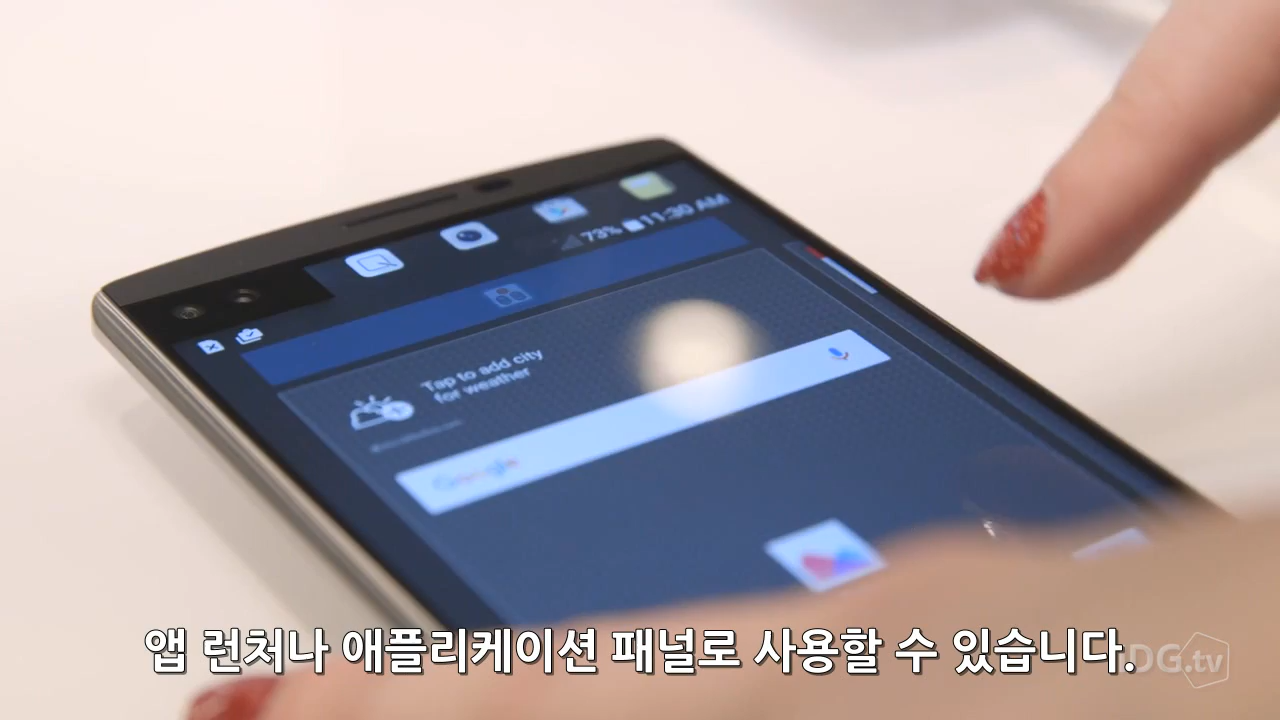 73% 11:30 AM
Tap to add city
for weather
Google
앱 런처나 애플리케이션 패널로 사용할 수 있습니다.
IDG.tv